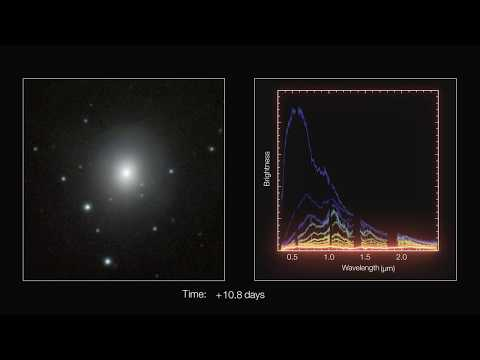 Brightness
0.5 1.0 1.5 2.0
Wavelength (μm)
Time: +10.8 days